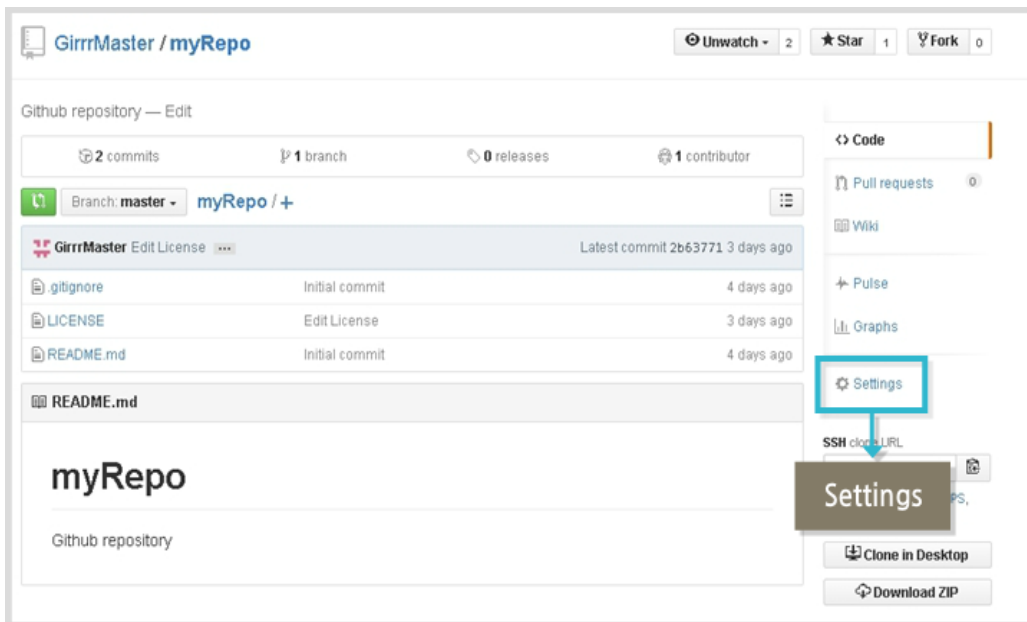 GirrrMaster / myRepo
Unwatch 2
Star 1
Fork 0
Github repository — Edit
2 commits
1 branch
0 releases
1 contributor
Branch: master
myRepo / +
GirrrMaster Edit License ...
Latest commit 2b63771 3 days ago
.gitignore Initial commit 4 days ago
LICENSE Edit License 3 days ago
README.md Initial commit 4 days ago
README.md
myRepo
Github repository
Code
Pull requests 0
Wiki
Pulse
Graphs
Settings
SSH clone URL
Settings
Clone in Desktop
Download ZIP